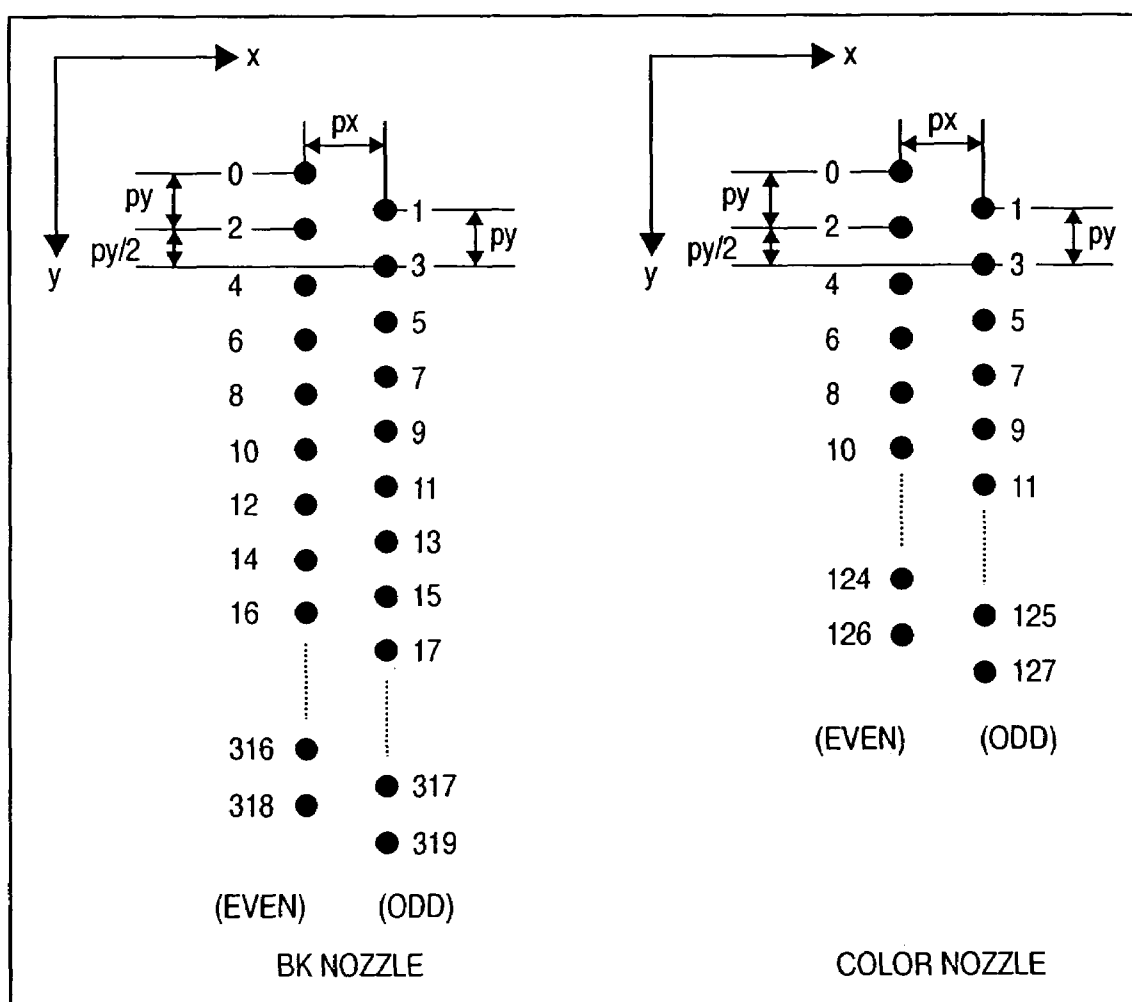 x x
px px
0 0
py 1 py 1
2 py 2 py
py/2 3 py/2 3
y 4 y 4
5 5
6 6
7 7
8 8
9 9
10 10
11 11
12
13
14 124
15 125
16 126
17 127
(EVEN) (ODD)
316
317
318
319
(EVEN) (ODD)
BK NOZZLE COLOR NOZZLE